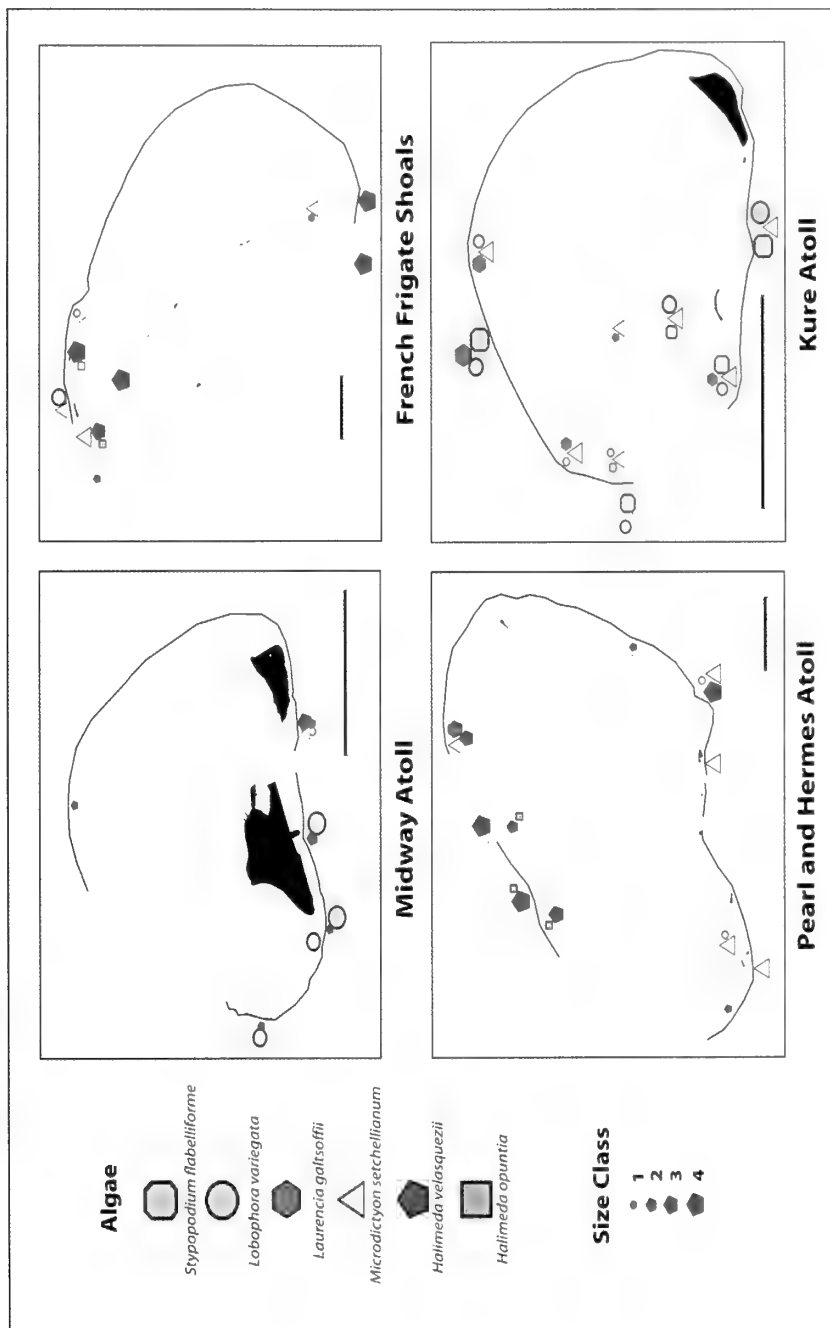 Algae
Stypopodium flabelliforme
Lobophora variegata
Laurencia galtsoffii
Microdictyon setchellianum
Halimeda velasquezii
Halimeda opuntia
Size Class
1
2
3
4
Midway Atoll
French Frigate Shoals
Pearl and Hermes Atoll
Kure Atoll